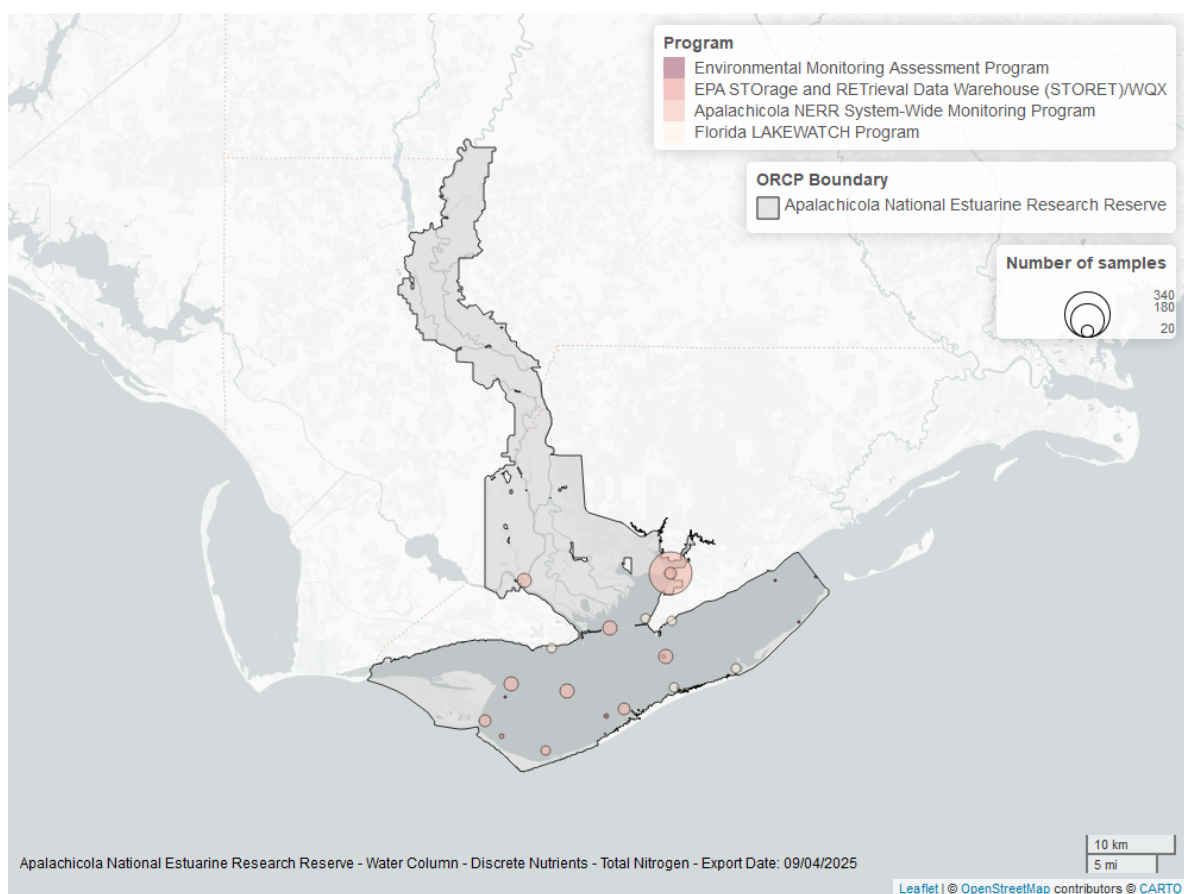 Program
Environmental Monitoring Assessment Program
EPA STOrage and RETrieval Data Warehouse (STORET)/WQX
Apalachicola NERR System-Wide Monitoring Program
Florida LAKEWATCH Program
ORCP Boundary
Apalachicola National Estuarine Research Reserve
Number of samples
340
180
20
10 km
5 mi
Apalachicola National Estuarine Research Reserve - Water Column - Discrete Nutrients - Total Nitrogen - Export Date: 09/04/2025
Leaflet | © OpenStreetMap contributors © CARTO